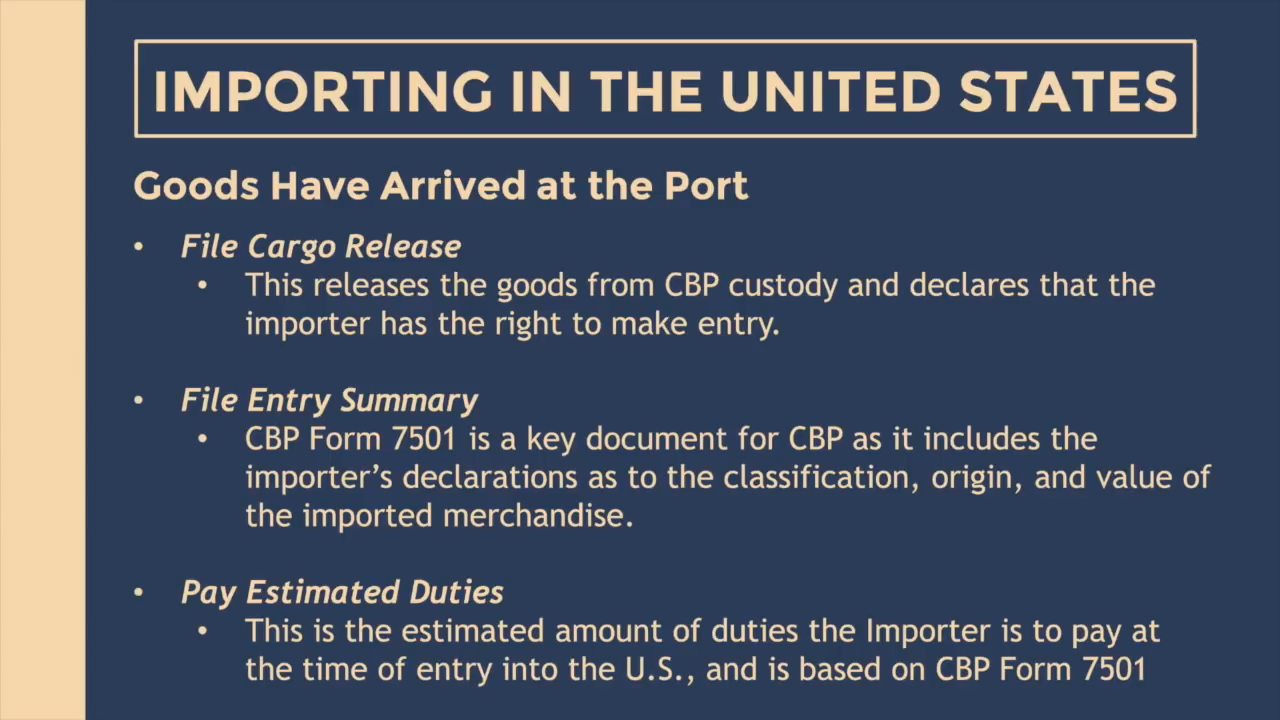 IMPORTING IN THE UNITED STATES
Goods Have Arrived at the Port
• File Cargo Release
• This releases the goods from CBP custody and declares that the
importer has the right to make entry.
• File Entry Summary
• CBP Form 7501 is a key document for CBP as it includes the
importer’s declarations as to the classification, origin, and value of
the imported merchandise.
• Pay Estimated Duties
• This is the estimated amount of duties the Importer is to pay at
the time of entry into the U.S., and is based on CBP Form 7501